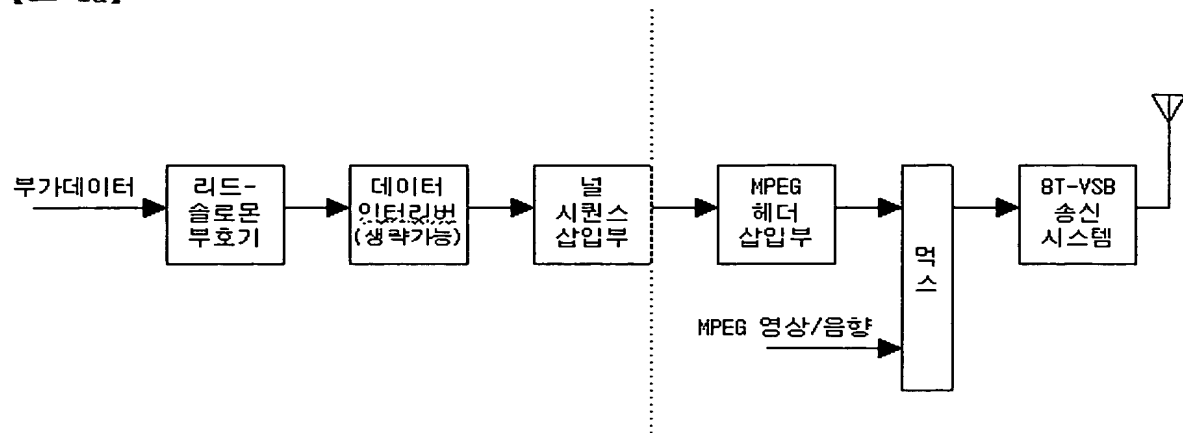 부가데이터
리드-
솔로몬
부호기
데이터
인터리버
(생략가능)
널
시퀀스
삽입부
MPEG
헤더
삽입부
먹
스
8T-VSB
송신
시스템
MPEG 영상/음향